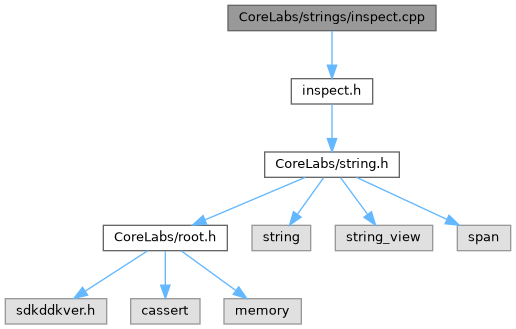 CoreLabs/strings/inspect.cpp
inspect.h
CoreLabs/string.h
CoreLabs/root.h
string
string_view
span
sdkddkver.h
cassert
memory